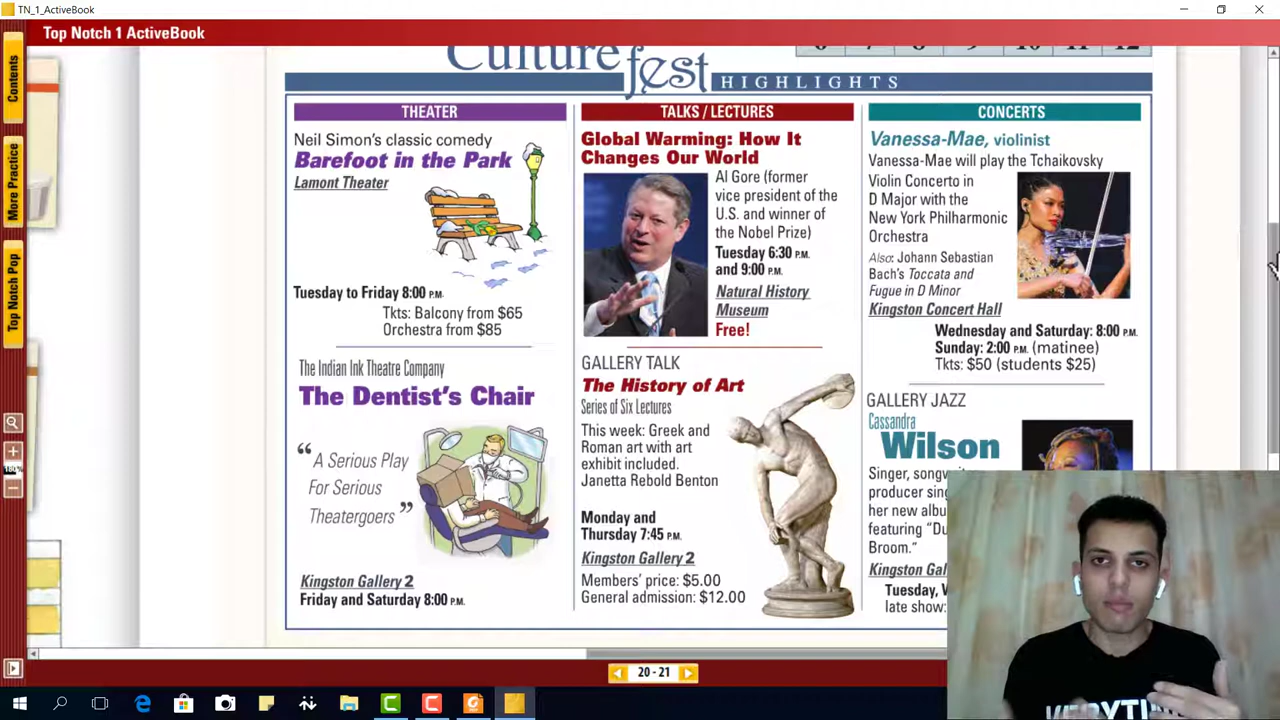 TN_1_ActiveBook
Top Notch 1 ActiveBook
Contents
More Practice
Top Notch Pop
Culture fest HIGHLIGHTS
THEATER
Neil Simon's classic comedy
Barefoot in the Park
Lamont Theater
Tuesday to Friday 8:00 P.M.
Tkts: Balcony from $65
Orchestra from $85
The Indian Ink Theatre Company
The Dentist's Chair
“A Serious Play
For Serious
Theatergoers”
Kingston Gallery 2
Friday and Saturday 8:00 P.M.
TALKS / LECTURES
Global Warming: How It
Changes Our World
Al Gore (former
vice president of the
U.S. and winner of
the Nobel Prize)
Tuesday 6:30 P.M.
and 9:00 P.M.
Natural History
Museum
Free!
GALLERY TALK
The History of Art
Series of Six Lectures
This week: Greek and
Roman art with art
exhibit included.
Janetta Rebold Benton
Monday and
Thursday 7:45 P.M.
Kingston Gallery 2
Members' price: $5.00
General admission: $12.00
CONCERTS
Vanessa-Mae, violinist
Vanessa-Mae will play the Tchaikovsky
Violin Concerto in
D Major with the
New York Philharmonic
Orchestra
Also: Johann Sebastian
Bach's Toccata and
Fugue in D Minor
Kingston Concert Hall
Wednesday and Saturday: 8:00 P.M.
Sunday: 2:00 P.M. (matinee)
Tkts: $50 (students $25)
GALLERY JAZZ
Cassandra
Wilson
Singer,
producer
her new
featuring
Broom.”
Kingston
Tuesday,
late show:
20 - 21